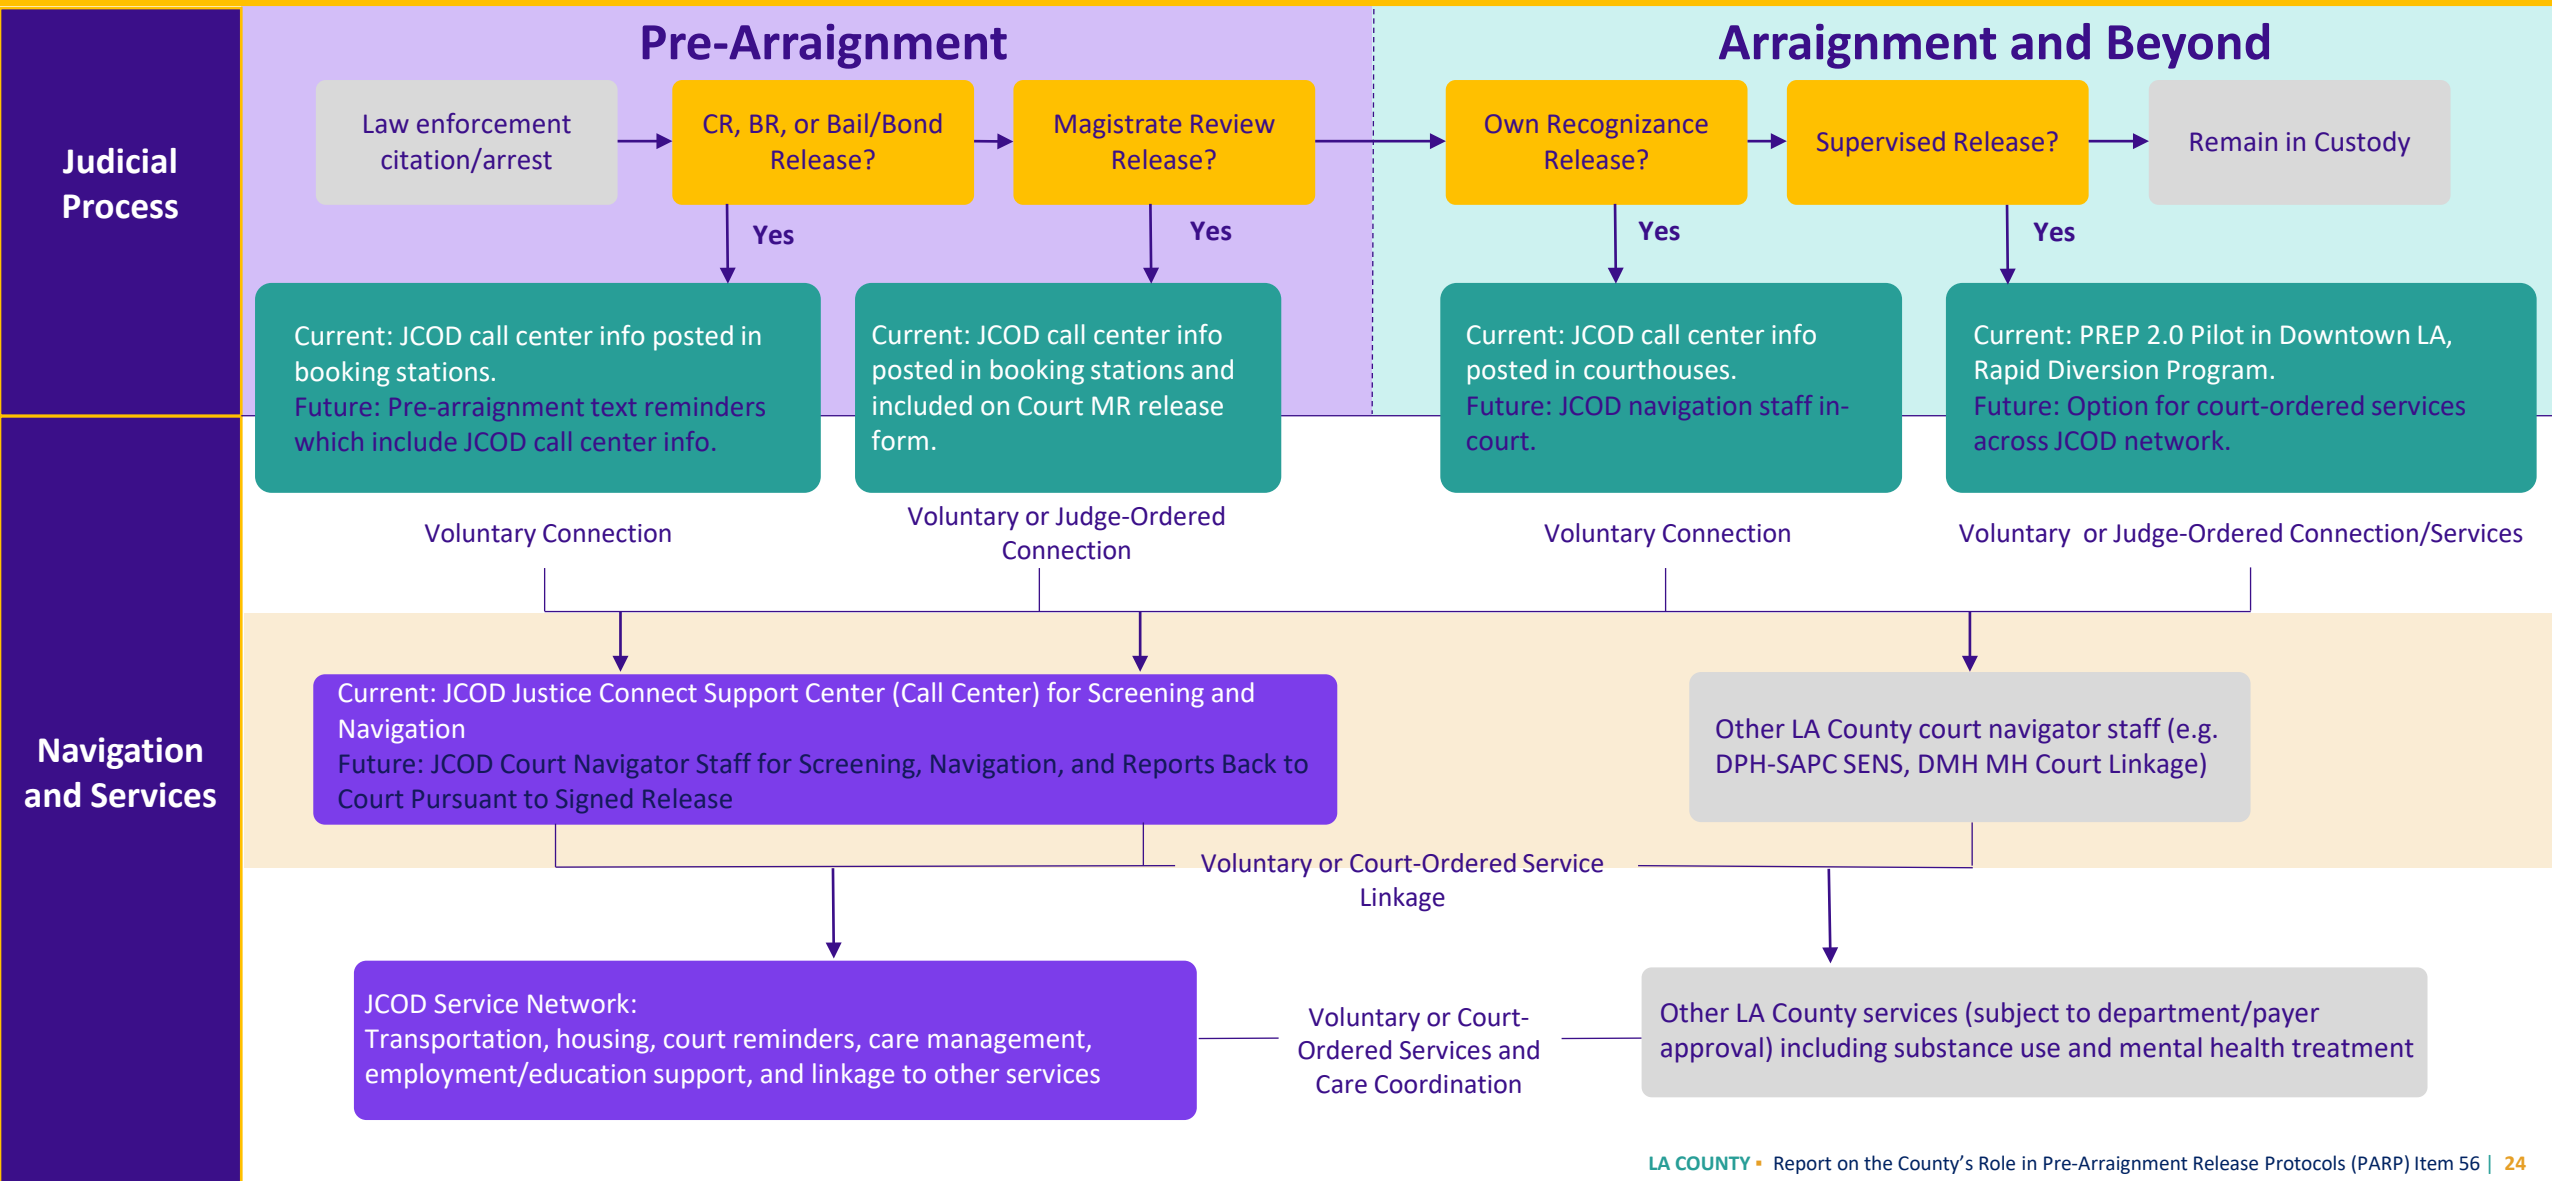 Pre-Arraignment
Arraignment and Beyond
Judicial
Process
Law enforcement
citation/arrest
CR, BR, or Bail/Bond
Release?
Magistrate Review
Release?
Own Recognizance
Release?
Supervised Release?
Remain in Custody
Yes
Yes
Yes
Yes
Current: JCOD call center info posted in
booking stations.
Future: Pre-arraignment text reminders
which include JCOD call center info.
Current: JCOD call center info
posted in booking stations and
included on Court MR release
form.
Current: JCOD call center info
posted in courthouses.
Future: JCOD navigation staff in-
court.
Current: PREP 2.0 Pilot in Downtown LA,
Rapid Diversion Program.
Future: Option for court-ordered services
across JCOD network.
Navigation
and Services
Voluntary Connection
Voluntary or Judge-Ordered
Connection
Voluntary Connection
Voluntary or Judge-Ordered Connection/Services
Current: JCOD Justice Connect Support Center (Call Center) for Screening and
Navigation
Future: JCOD Court Navigator Staff for Screening, Navigation, and Reports Back to
Court Pursuant to Signed Release
Other LA County court navigator staff (e.g.
DPH-SAPC SENS, DMH MH Court Linkage)
Voluntary or Court-Ordered Service
Linkage
JCOD Service Network:
Transportation, housing, court reminders, care management,
employment/education support, and linkage to other services
Voluntary or Court-
Ordered Services and
Care Coordination
Other LA County services (subject to department/payer
approval) including substance use and mental health treatment
LA COUNTY ▪ Report on the County’s Role in Pre-Arraignment Release Protocols (PARP) Item 56 | 24